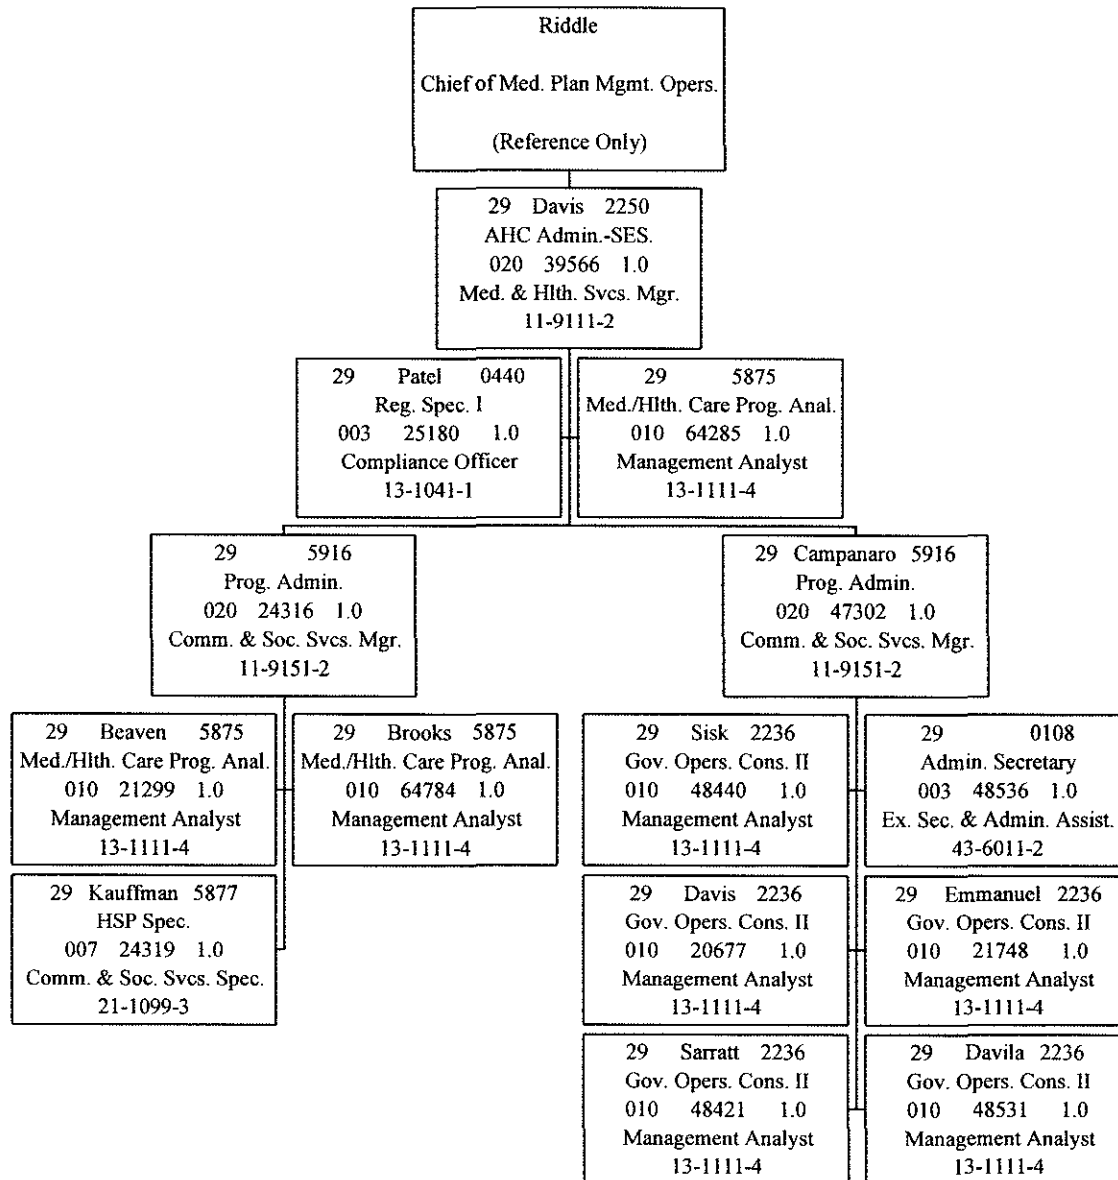 Riddle
Chief of Med. Plan Mgmt. Opers.
(Reference Only)
29 Davis 2250
AHC Admin.-SES.
020 39566 1.0
Med. & Hlth. Svcs. Mgr.
11-9111-2
29 Patel 0440
Reg. Spec. I
003 25180 1.0
Compliance Officer
13-1041-1
29 5875
Med./Hlth. Care Prog. Anal.
010 64285 1.0
Management Analyst
13-1111-4
29 5916
Prog. Admin.
020 24316 1.0
Comm. & Soc. Svcs. Mgr.
11-9151-2
29 Campanaro 5916
Prog. Admin.
020 47302 1.0
Comm. & Soc. Svcs. Mgr.
11-9151-2
29 Beaven 5875
Med./Hlth. Care Prog. Anal.
010 21299 1.0
Management Analyst
13-1111-4
29 Brooks 5875
Med./Hlth. Care Prog. Anal.
010 64784 1.0
Management Analyst
13-1111-4
29 Kauffman 5877
HSP Spec.
007 24319 1.0
Comm. & Soc. Svcs. Spec.
21-1099-3
29 Sisk 2236
Gov. Opers. Cons. II
010 48440 1.0
Management Analyst
13-1111-4
29 0108
Admin. Secretary
003 48536 1.0
Ex. Sec. & Admin. Assist.
43-6011-2
29 Davis 2236
Gov. Opers. Cons. II
010 20677 1.0
Management Analyst
13-1111-4
29 Emmanuel 2236
Gov. Opers. Cons. II
010 21748 1.0
Management Analyst
13-1111-4
29 Sarratt 2236
Gov. Opers. Cons. II
010 48421 1.0
Management Analyst
13-1111-4
29 Davila 2236
Gov. Opers. Cons. II
010 48531 1.0
Management Analyst
13-1111-4